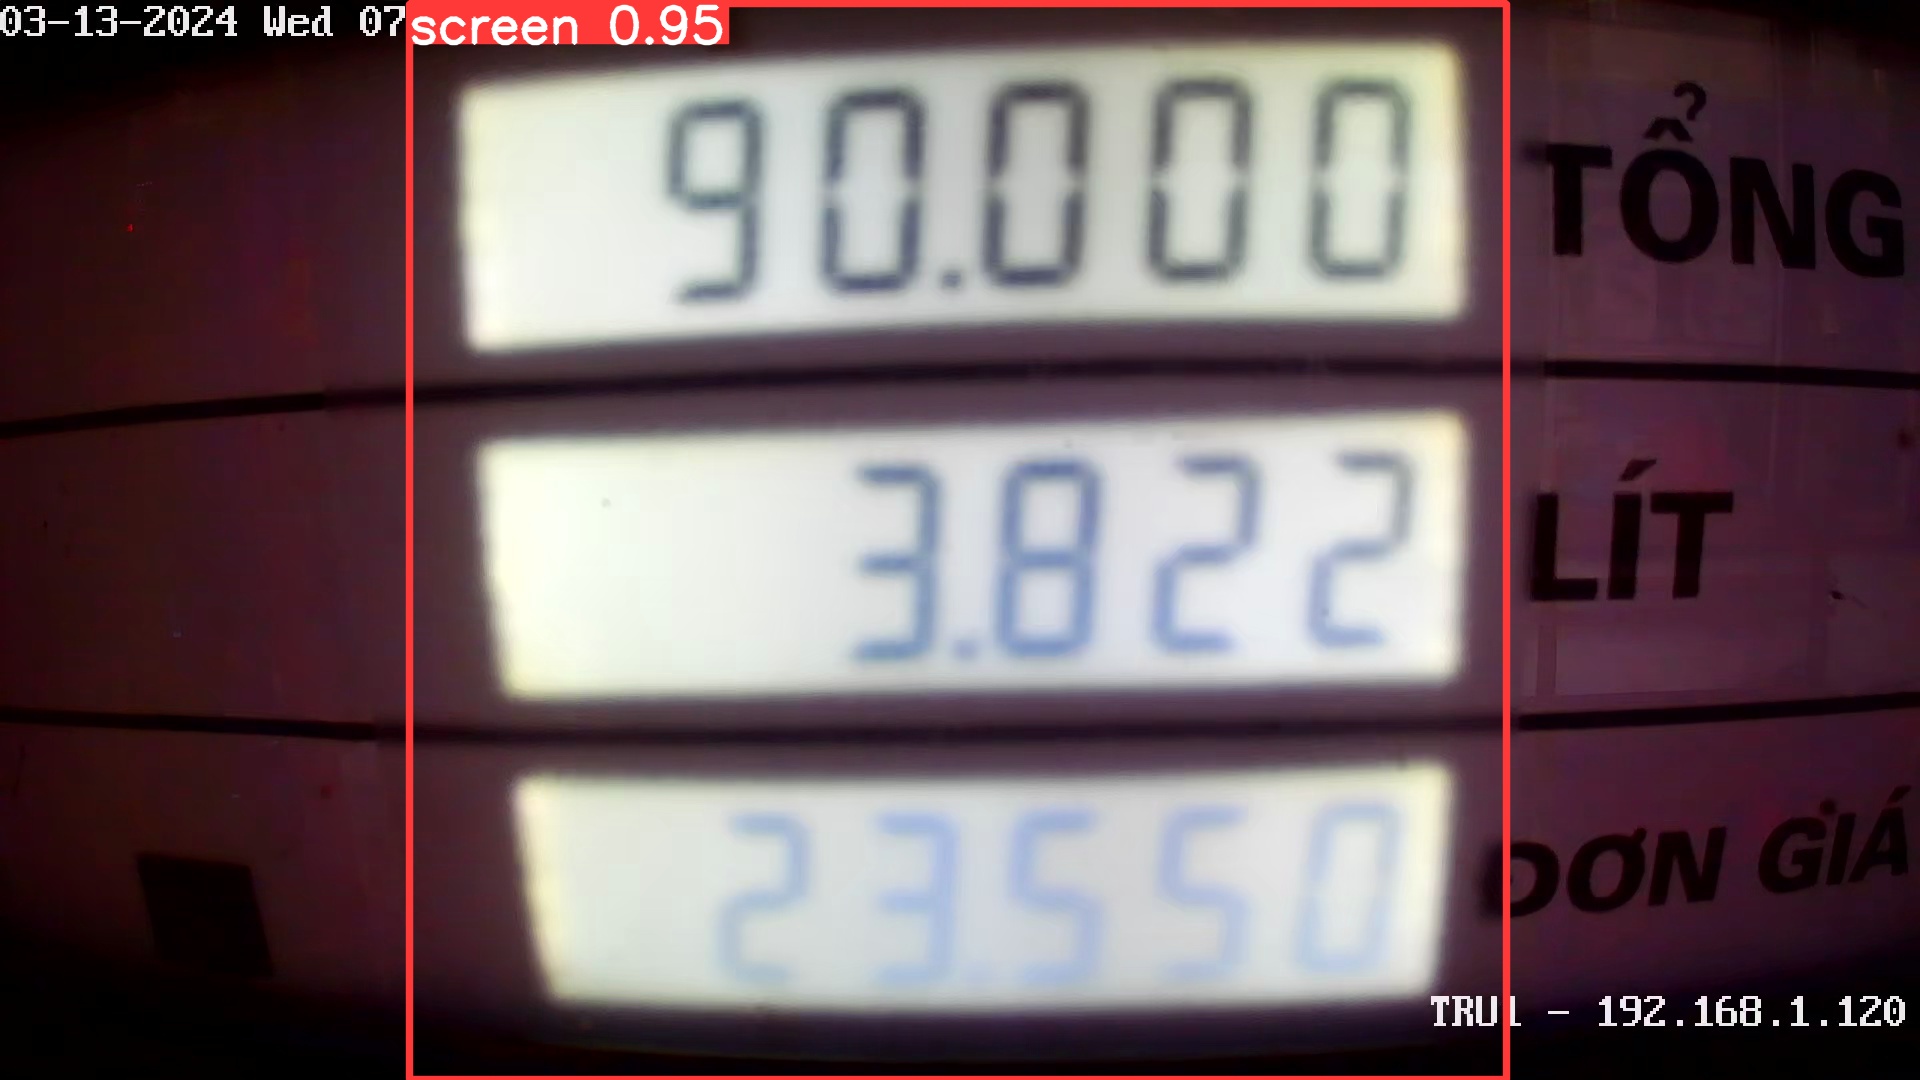 03-13-2024 Wed 07
screen 0.95
90.000
TỔNG
3.822
LÍT
23.550
ĐƠN GIÁ
TRU1 - 192.168.1.120